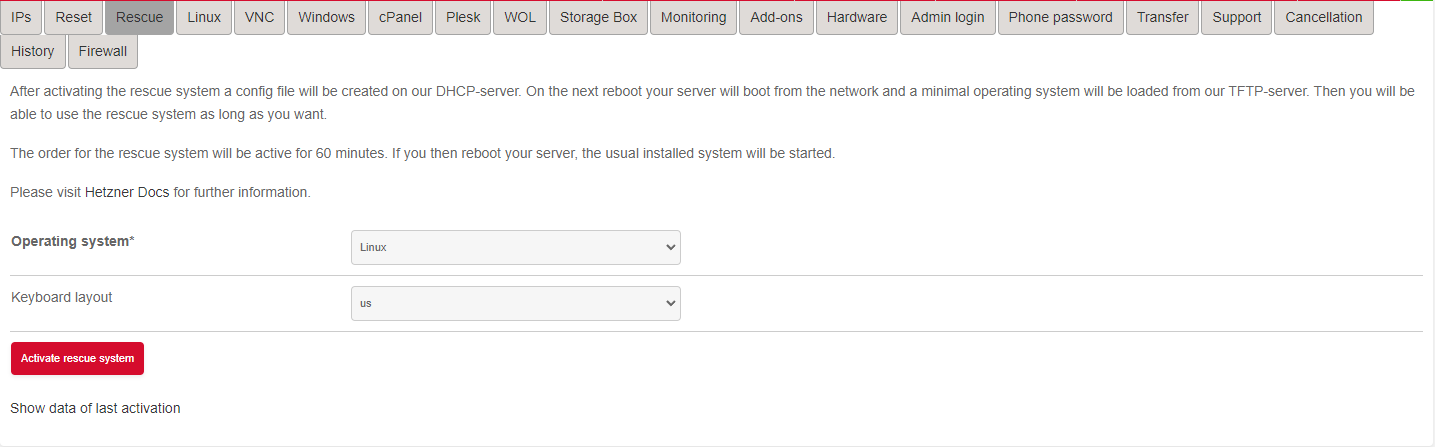 IPs Reset Rescue Linux VNC Windows cPanel Plesk WOL Storage Box Monitoring Add-ons Hardware Admin login Phone password Transfer Support Cancellation
History Firewall
After activating the rescue system a config file will be created on our DHCP-server. On the next reboot your server will boot from the network and a minimal operating system will be loaded from our TFTP-server. Then you will be
able to use the rescue system as long as you want.
The order for the rescue system will be active for 60 minutes. If you then reboot your server, the usual installed system will be started.
Please visit Hetzner Docs for further information.
Operating system* Linux
Keyboard layout us
Activate rescue system
Show data of last activation